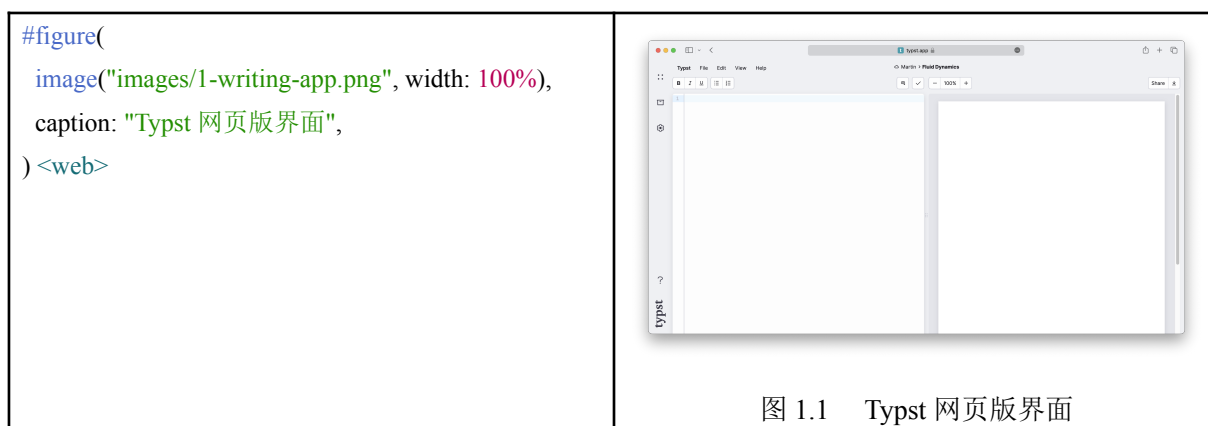 #figure(
image("images/1-writing-app.png", width: 100%),
caption: "Typst 网页版界面",
) <web>
typst.app
Typst File Edit View Help
Martin › Fluid Dynamics
B I U
100%
Share
1
?
typst
图 1.1 Typst 网页版界面